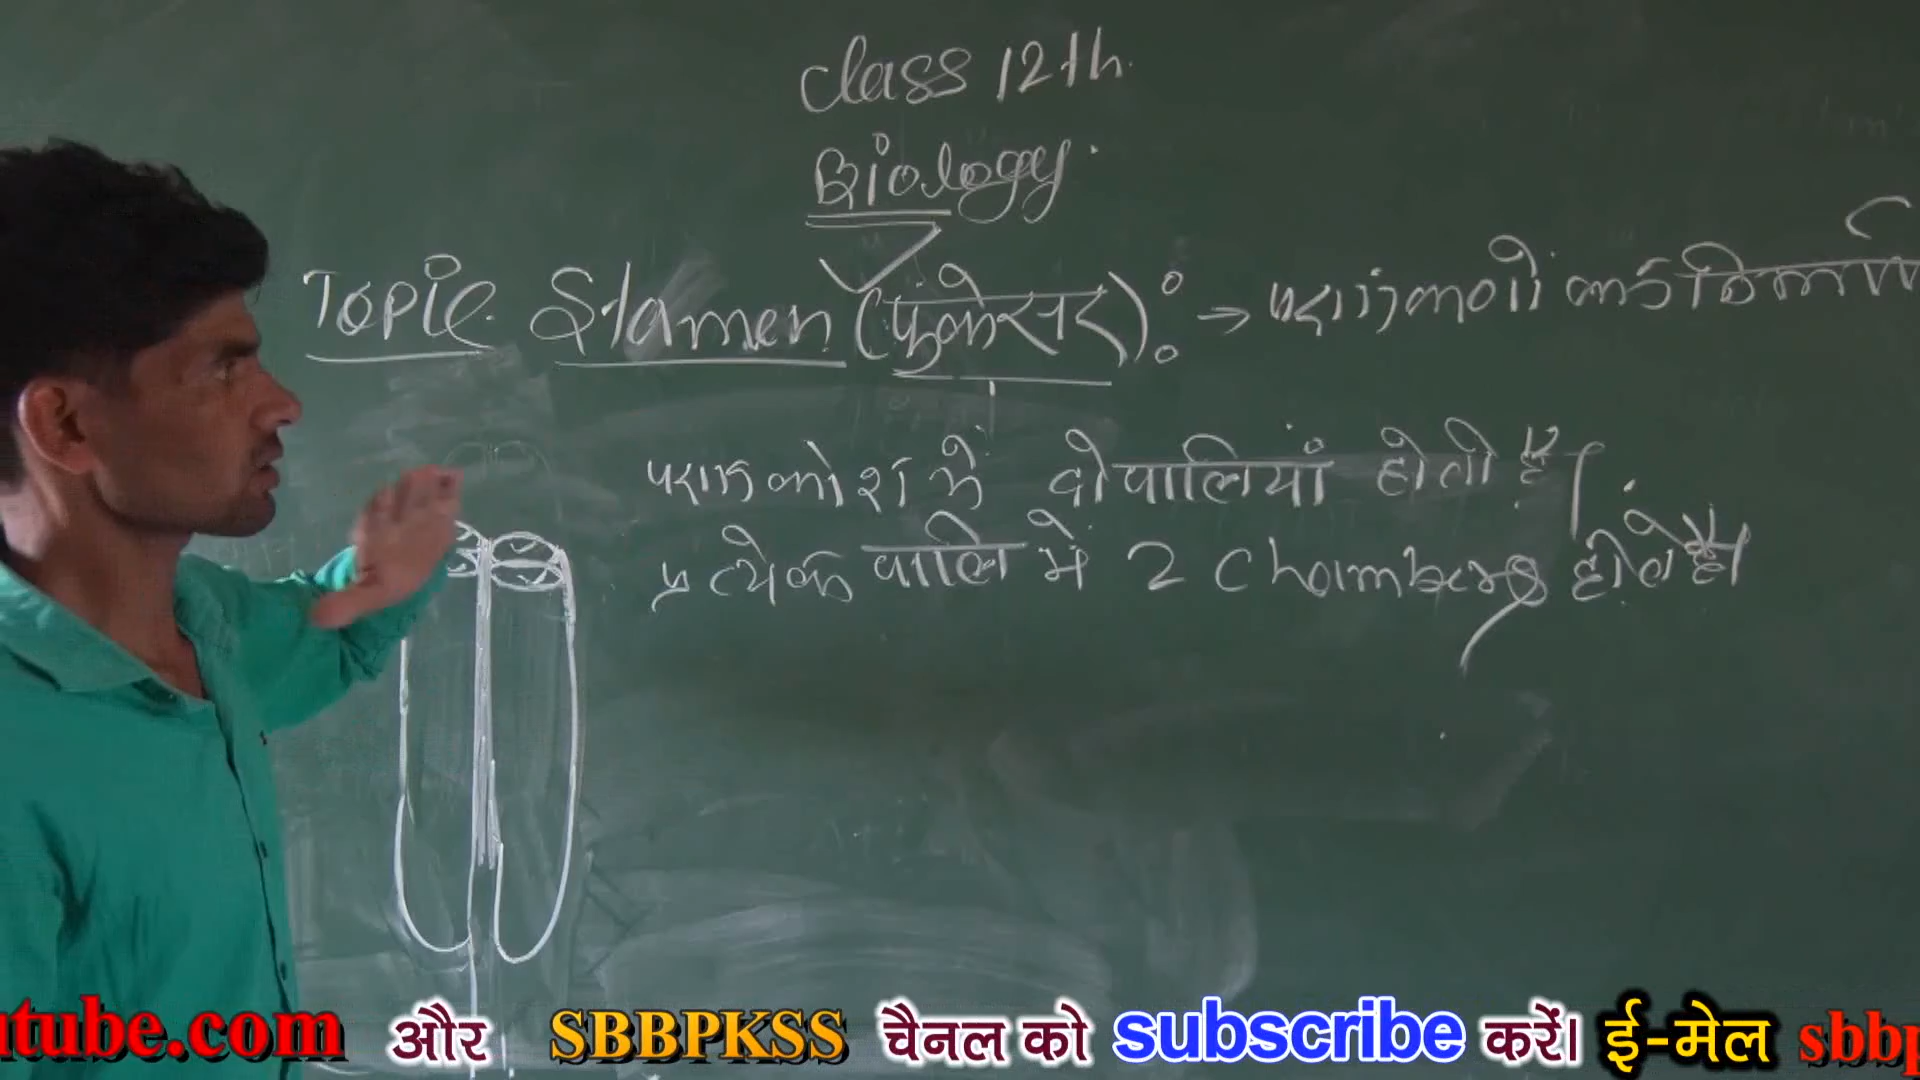 Class 12th.
Biology.
Topic. Stamen (पुंकेसर) : → परागकणों का निर्माण
परागकोश में दो पालियां होती है।
प्रत्येक पालि में 2 Chambers होते है।
utube.com और SBBPKSS चैनल को subscribe करें। ई-मेल sbbp